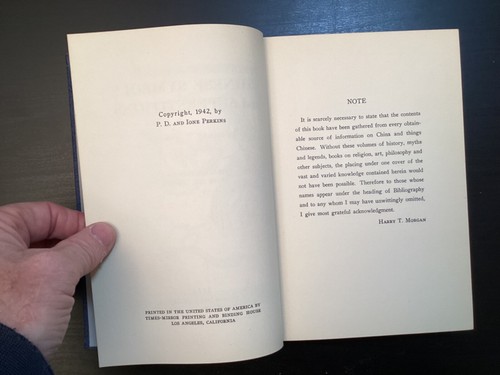 Copyright, 1942, by
P. D. AND IONE PERKINS
PRINTED IN THE UNITED STATES OF AMERICA BY
TIMES-MIRROR PRINTING AND BINDING HOUSE
LOS ANGELES, CALIFORNIA
NOTE
It is scarcely necessary to state that the contents
of this book have been gathered from every obtain-
able source of information on China and things
Chinese. Without these volumes of history, myths
and legends, books on religion, art, philosophy and
other subjects, the placing under one cover of the
vast and varied knowledge contained herein would
not have been possible. Therefore to those whose
names appear under the heading of Bibliography
and to any whom I may have unwittingly omitted,
I give most grateful acknowledgment.
HARRY T. MORGAN